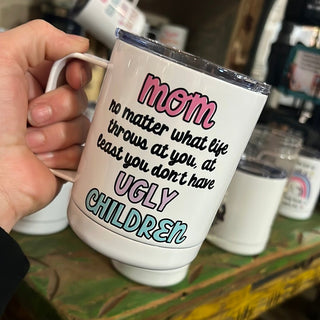 mom
no matter what life
throws at you, at
least you don't have
UGLY
CHILDREN